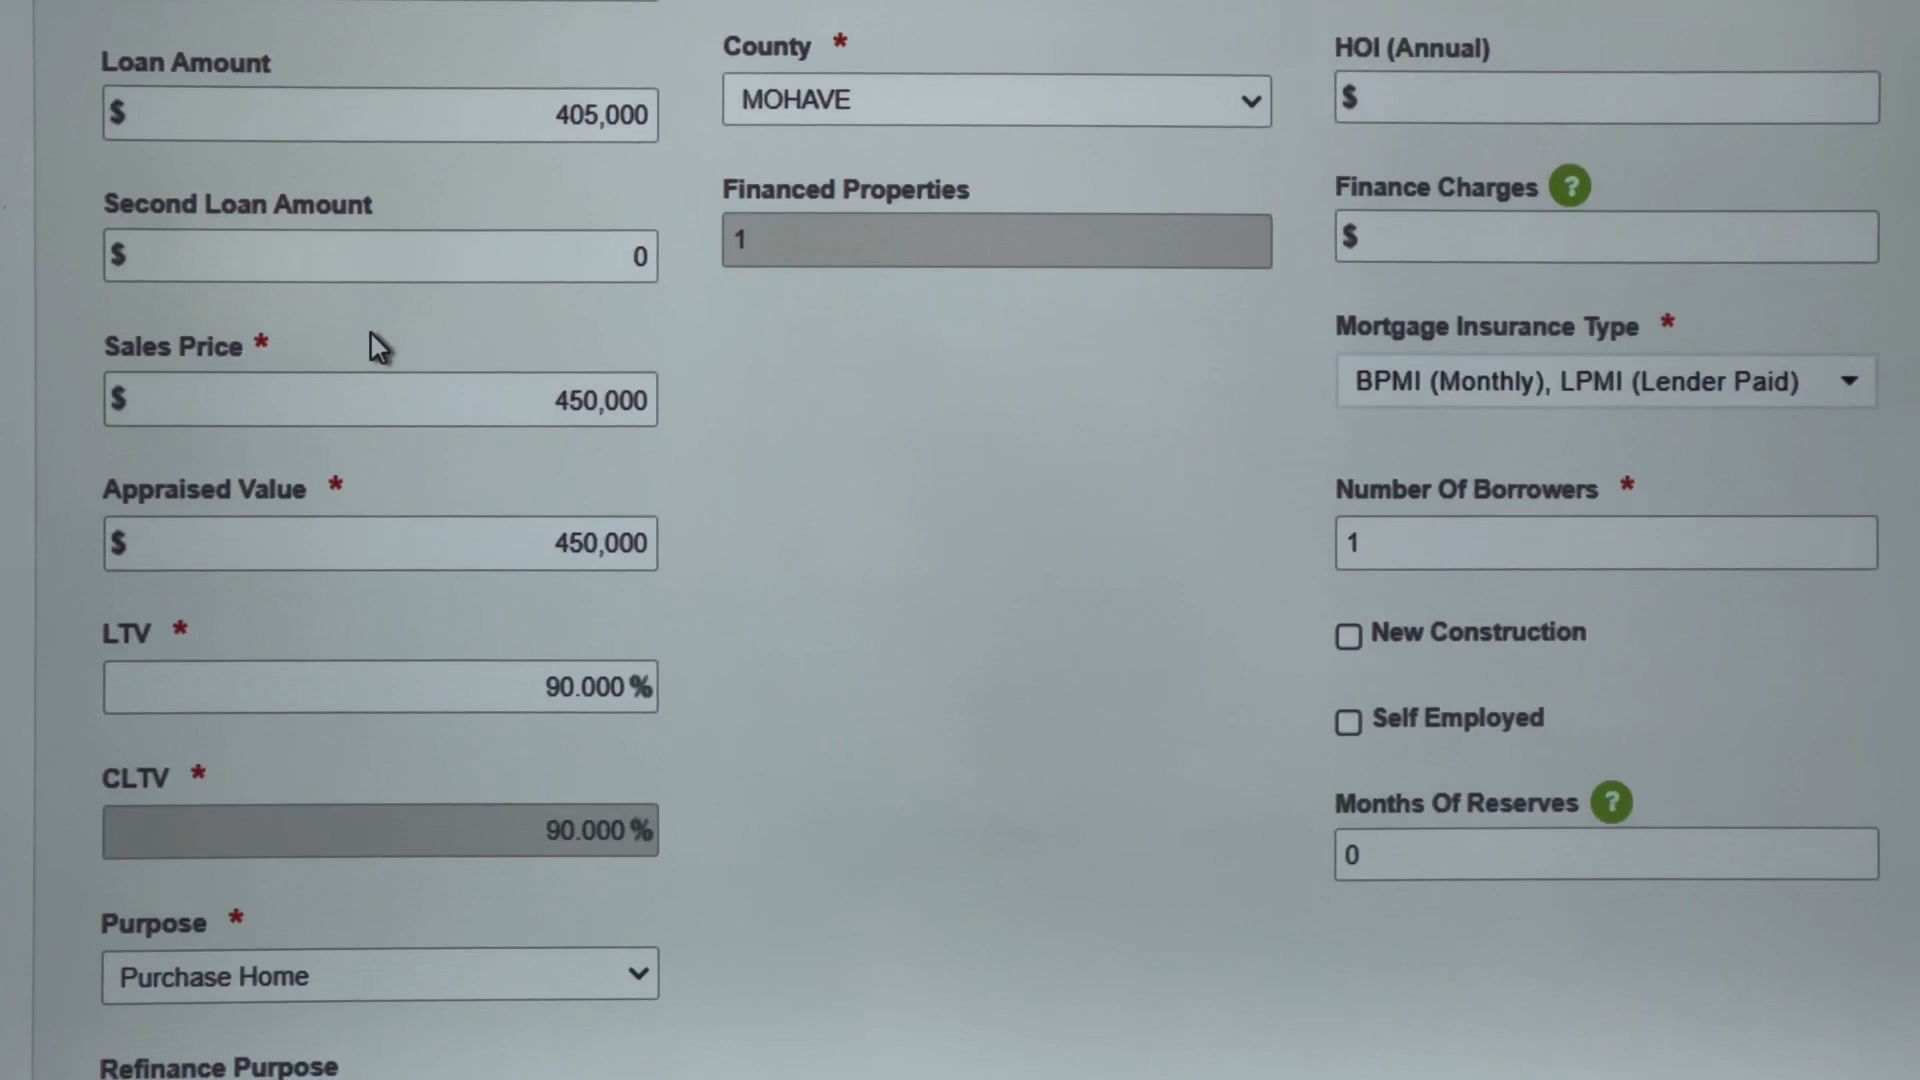 Loan Amount
$ 405,000
Second Loan Amount
$ 0
Sales Price *
$ 450,000
Appraised Value *
$ 450,000
LTV *
90.000 %
CLTV *
90.000 %
Purpose *
Purchase Home
Refinance Purpose
County *
MOHAVE
Financed Properties
1
HOI (Annual)
$
Finance Charges ?
$
Mortgage Insurance Type *
BPMI (Monthly), LPMI (Lender Paid)
Number Of Borrowers *
1
New Construction
Self Employed
Months Of Reserves ?
0